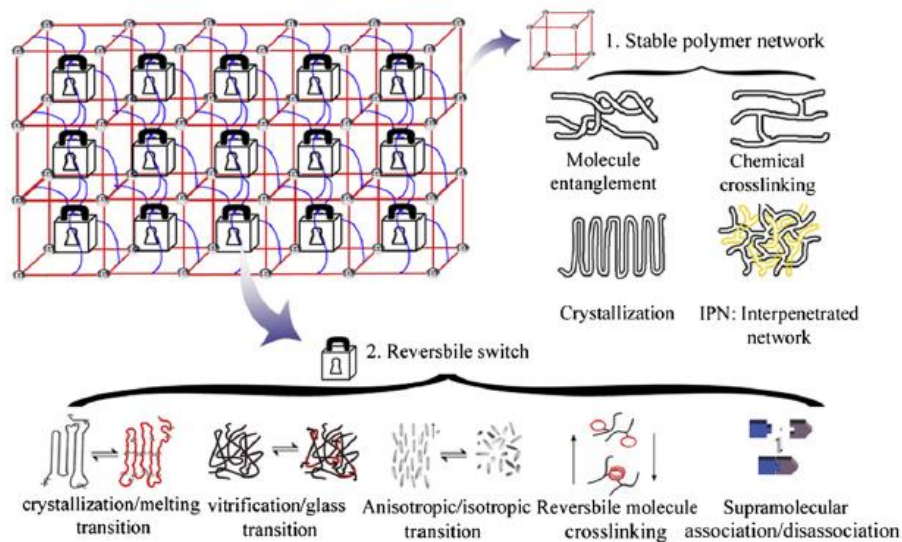 1. Stable polymer network
Molecule
entanglement
Chemical
crosslinking
Crystallization
IPN: Interpenetrated
network
2. Reversbile switch
crystallization/melting
transition
vitrification/glass
transition
Anisotropic/isotropic
transition
Reversbile molecule
crosslinking
Supramolecular
association/disassociation